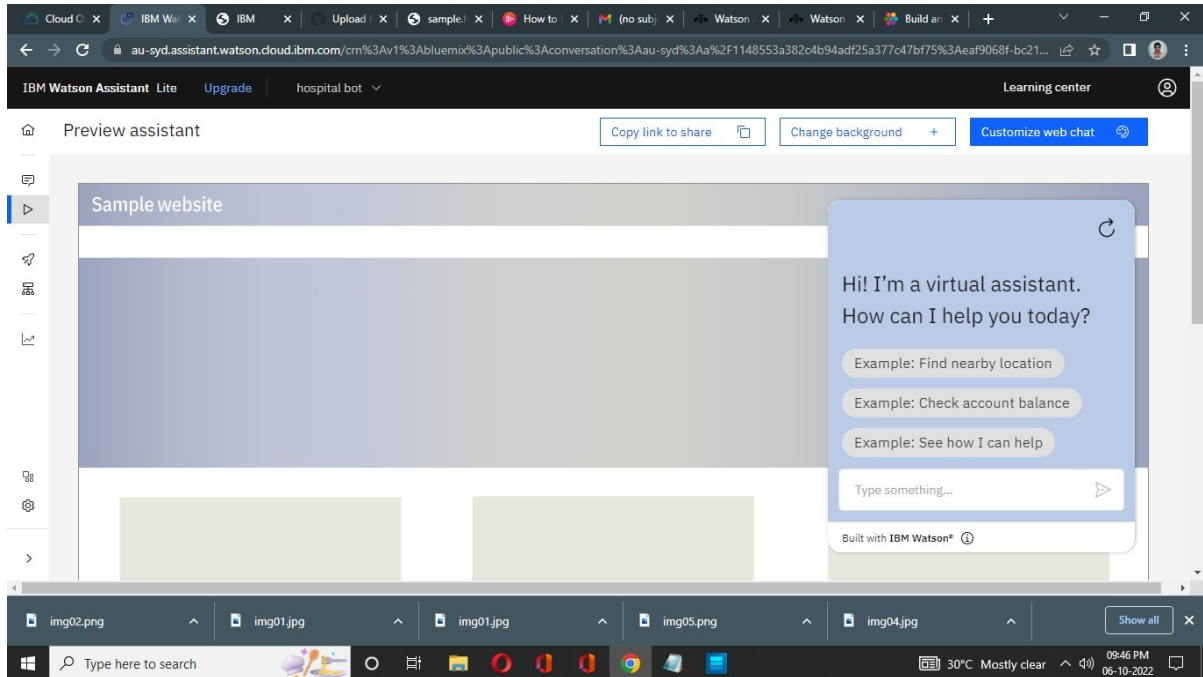 Cloud O
IBM Wat
IBM
Upload f
sample.h
How to
(no subj
Watson
Watson
Build an
au-syd.assistant.watson.cloud.ibm.com/crn%3Av1%3Abluemix%3Apublic%3Aconversation%3Aau-syd%3Aa%2F1148553a382c4b94adf25a377c47bf75%3Aeaf9068f-bc21...
IBM Watson Assistant Lite Upgrade hospital bot Learning center
Preview assistant Copy link to share Change background + Customize web chat
Sample website
Hi! I'm a virtual assistant.
How can I help you today?
Example: Find nearby location
Example: Check account balance
Example: See how I can help
Type something...
Built with IBM Watson®
img02.png img01.jpg img01.jpg img05.png img04.jpg Show all
Type here to search 30°C Mostly clear 09:46 PM
06-10-2022